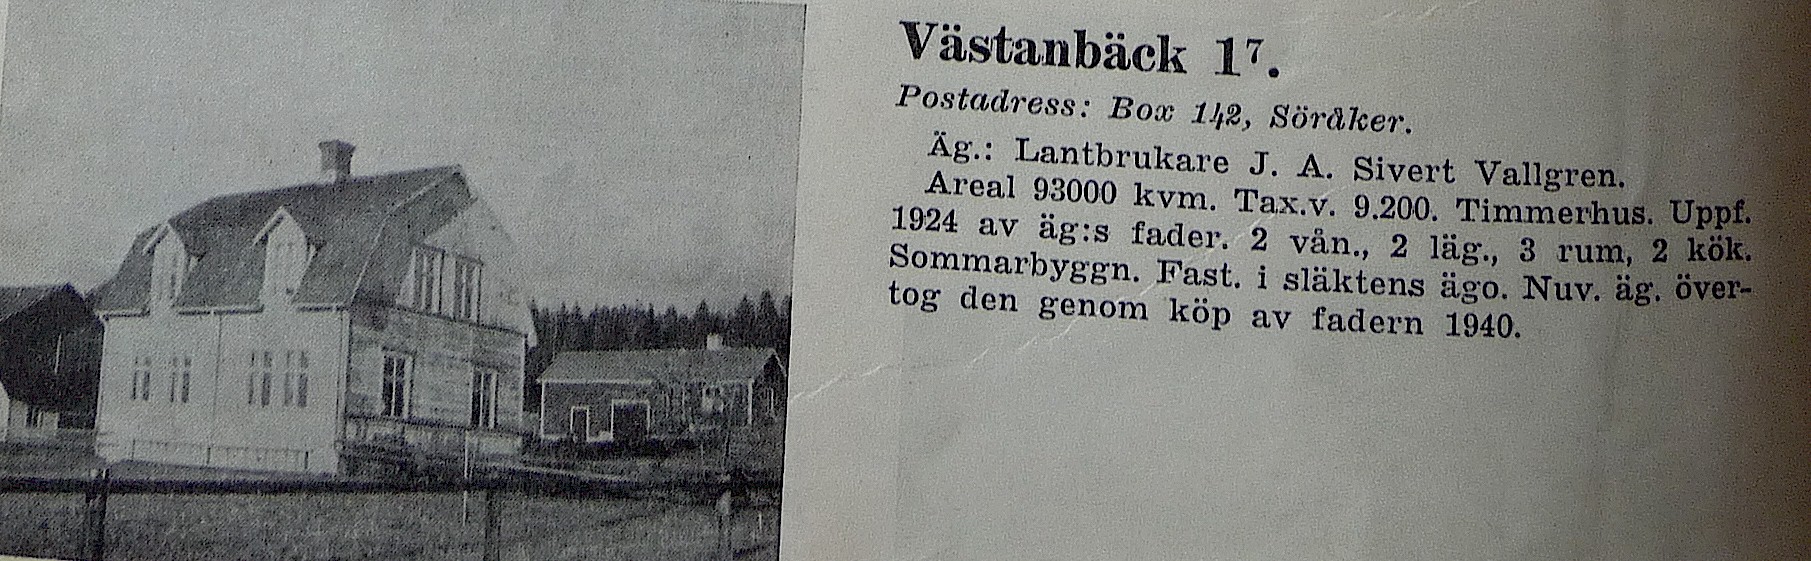 Västanbäck 1⁷.
Postadress: Box 142, Söråker.
Äg.: Lantbrukare J. A. Sivert Vallgren.
Areal 93000 kvm. Tax.v. 9.200. Timmerhus. Uppf.
1924 av äg:s fader. 2 vån., 2 läg., 3 rum, 2 kök.
Sommarbyggn. Fast. i släktens ägo. Nuv. äg. över-
tog den genom köp av fadern 1940.